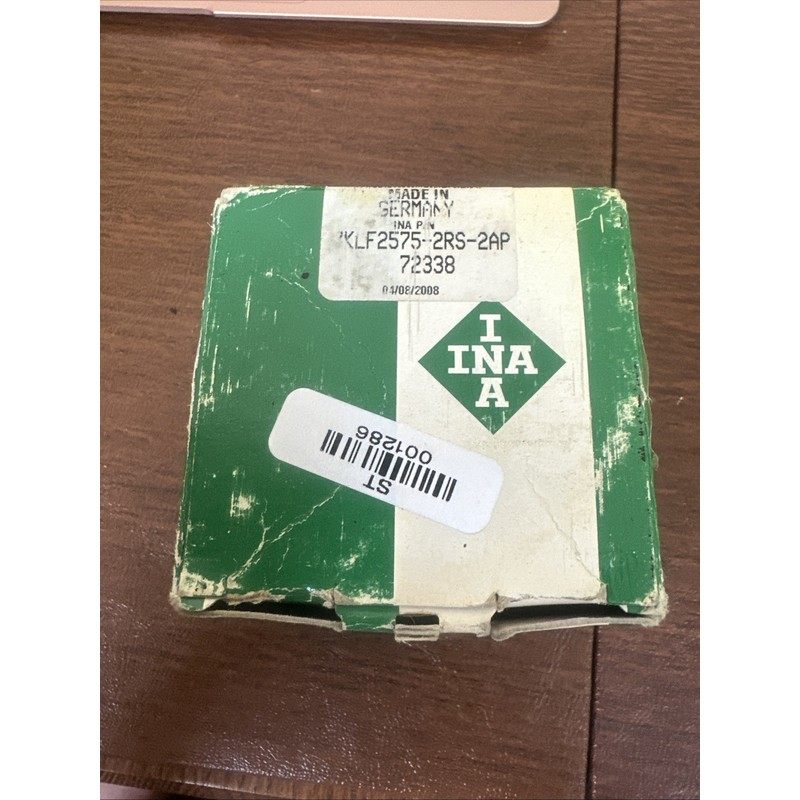 MADE IN
GERMANY
INA P/N
'KLF2575-2RS-2AP
72338
04/08/2008
I
INA
A
ST
001286